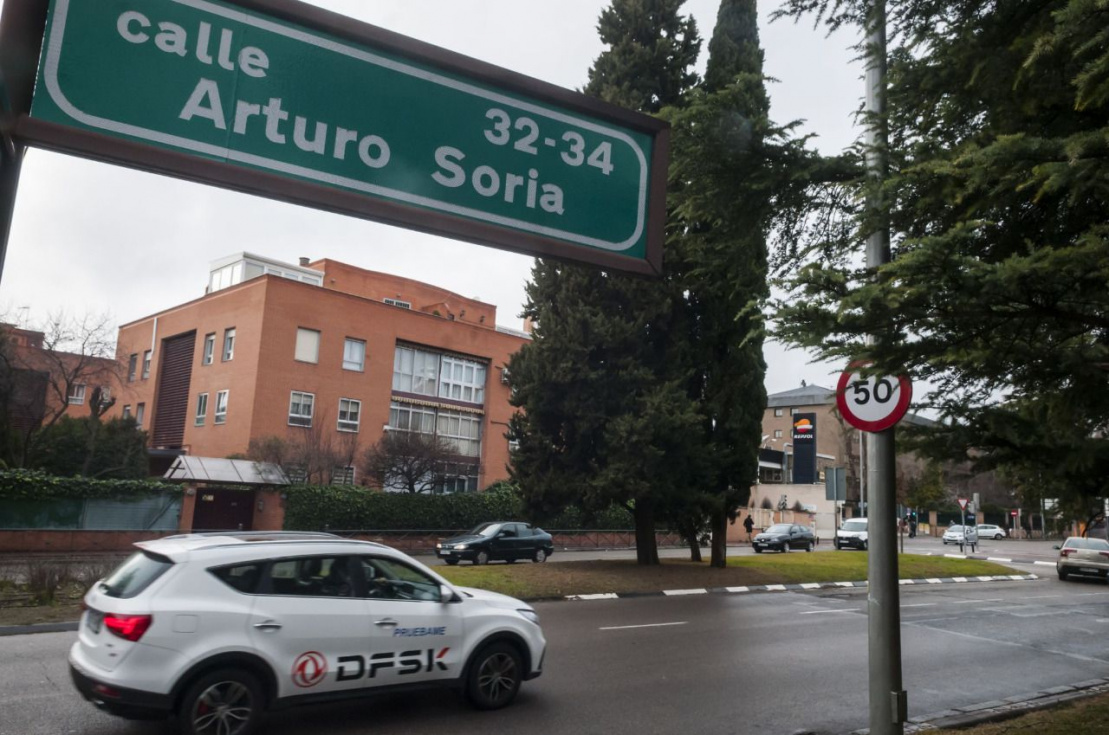 calle
Arturo Soria
32-34
50
REPSOL
PRUEBAME
DFSK